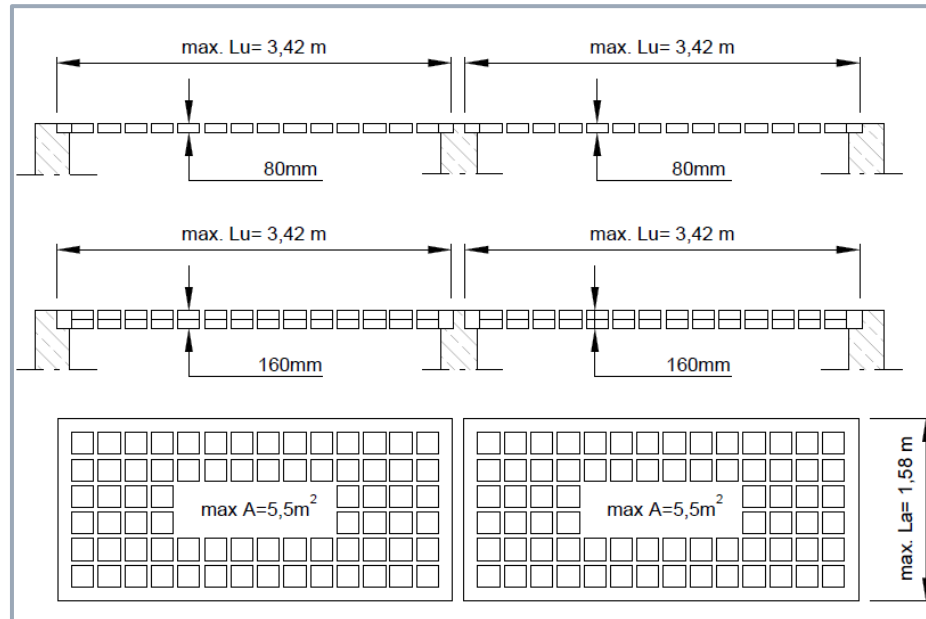 max. Lu= 3,42 m
max. Lu= 3,42 m
80mm
80mm
max. Lu= 3,42 m
max. Lu= 3,42 m
160mm
160mm
max A=5,5m²
max A=5,5m²
max. La= 1,58 m